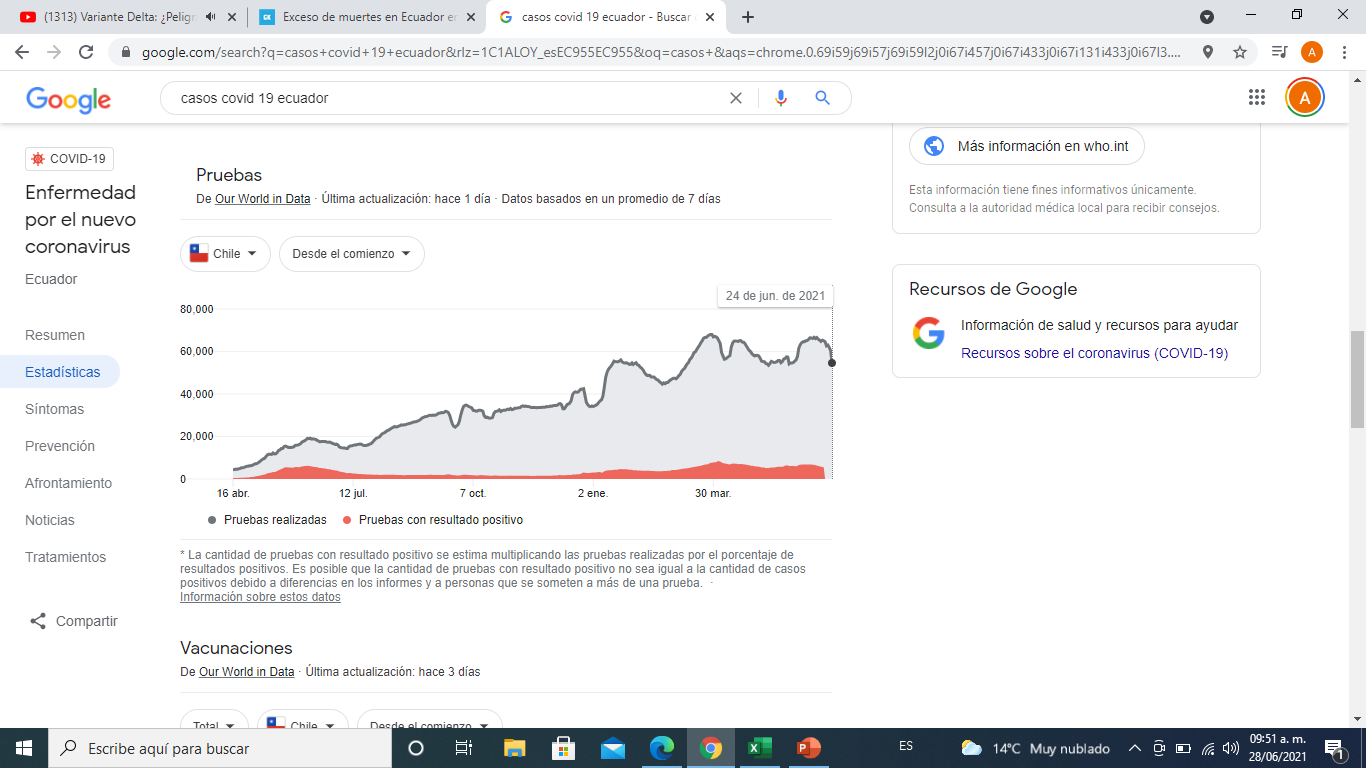 (1313) Variante Delta: ¿Peligr
Exceso de muertes en Ecuador en
casos covid 19 ecuador - Buscar
google.com/search?q=casos+covid+19+ecuador&rlz=1C1ALOY_esEC955EC955&oq=casos+&aqs=chrome.0.69i59j69i57j69i59l2j0i67i457j0i67i433j0i67i131i433j0i67l3....
A
Google
casos covid 19 ecuador
A
COVID-19
Enfermedad
por el nuevo
coronavirus
Ecuador
Resumen
Estadísticas
Síntomas
Prevención
Afrontamiento
Noticias
Tratamientos
Compartir
Pruebas
De Our World in Data · Última actualización: hace 1 día · Datos basados en un promedio de 7 días
Chile
Desde el comienzo
24 de jun. de 2021
80,000
60,000
40,000
20,000
0
16 abr.
12 jul.
7 oct.
2 ene.
30 mar.
Pruebas realizadas
Pruebas con resultado positivo
* La cantidad de pruebas con resultado positivo se estima multiplicando las pruebas realizadas por el porcentaje de
resultados positivos. Es posible que la cantidad de pruebas con resultado positivo no sea igual a la cantidad de casos
positivos debido a diferencias en los informes y a personas que se someten a más de una prueba. ·
Información sobre estos datos
Vacunaciones
De Our World in Data · Última actualización: hace 3 días
Total
Chile
Desde el comienzo
Más información en who.int
Esta información tiene fines informativos únicamente.
Consulta a la autoridad médica local para recibir consejos.
Recursos de Google
Información de salud y recursos para ayudar
Recursos sobre el coronavirus (COVID-19)
Escribe aquí para buscar
ES
14°C Muy nublado
09:51 a. m.
28/06/2021
1